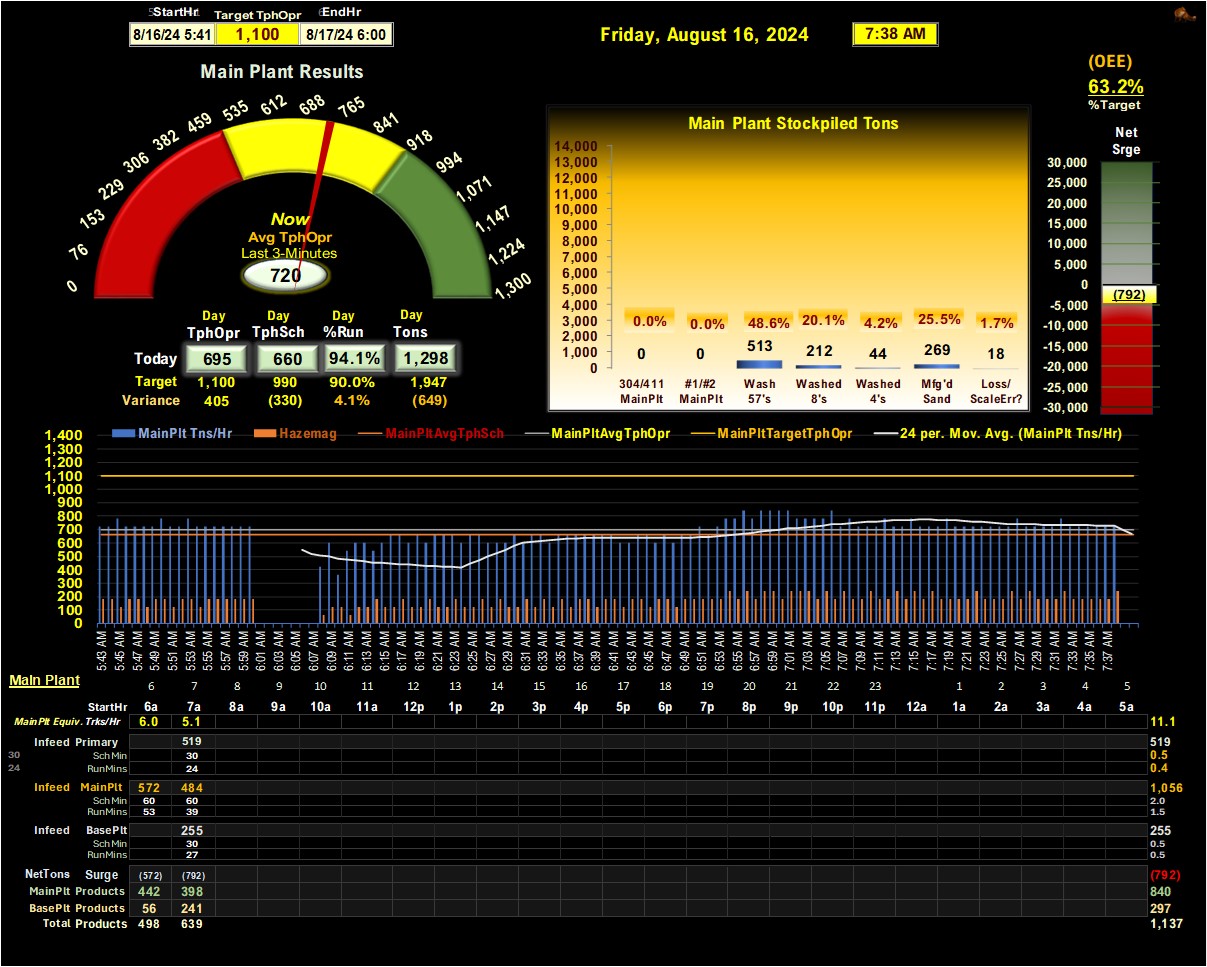 StartHr Target TphOpr EndHr
8/16/24 5:41 1,100 8/17/24 6:00
Friday, August 16, 2024 7:38 AM
(OEE)
63.2%
%Target
Main Plant Results
0 76 153 229 306 382 459 535 612 688 765 841 918 994 1,071 1,147 1,224 1,300
Now
Avg TphOpr
Last 3-Minutes
720
Day Day Day Day
TphOpr TphSch %Run Tons
Today 695 660 94.1% 1,298
Target 1,100 990 90.0% 1,947
Variance 405 (330) 4.1% (649)
Main Plant Stockpiled Tons
14,000
13,000
12,000
11,000
10,000
9,000
8,000
7,000
6,000
5,000
4,000
3,000
2,000
1,000
0
0.0% 0.0% 48.6% 20.1% 4.2% 25.5% 1.7%
0 0 513 212 44 269 18
304/411 #1/#2 Wash Washed Washed Mfg'd Loss/
MainPlt MainPlt 57's 8's 4's Sand ScaleErr?
Net
Srge
30,000
25,000
20,000
15,000
10,000
5,000
0
(792)
-5,000
-10,000
-15,000
-20,000
-25,000
-30,000
MainPlt Tns/Hr Hazemag MainPltAvgTphSch MainPltAvgTphOpr MainPltTargetTphOpr 24 per. Mov. Avg. (MainPlt Tns/Hr)
1,400
1,300
1,200
1,100
1,000
900
800
700
600
500
400
300
200
100
0
5:43 AM 5:45 AM 5:47 AM 5:49 AM 5:51 AM 5:53 AM 5:55 AM 5:57 AM 5:59 AM 6:01 AM 6:03 AM 6:05 AM 6:07 AM 6:09 AM 6:11 AM 6:13 AM 6:15 AM 6:17 AM 6:19 AM 6:21 AM 6:23 AM 6:25 AM 6:27 AM 6:29 AM 6:31 AM 6:33 AM 6:35 AM 6:37 AM 6:39 AM 6:41 AM 6:43 AM 6:45 AM 6:47 AM 6:49 AM 6:51 AM 6:53 AM 6:55 AM 6:57 AM 6:59 AM 7:01 AM 7:03 AM 7:05 AM 7:07 AM 7:09 AM 7:11 AM 7:13 AM 7:15 AM 7:17 AM 7:19 AM 7:21 AM 7:23 AM 7:25 AM 7:27 AM 7:29 AM 7:31 AM 7:33 AM 7:35 AM 7:37 AM
Main Plant
6 7 8 9 10 11 12 13 14 15 16 17 18 19 20 21 22 23 1 2 3 4 5
StartHr 6a 7a 8a 9a 10a 11a 12p 1p 2p 3p 4p 5p 6p 7p 8p 9p 10p 11p 12a 1a 2a 3a 4a 5a
MainPlt Equiv. Trks/Hr 6.0 5.1 11.1
Infeed Primary 519 519
30 Sch Min 30 0.5
24 RunMins 24 0.4
Infeed MainPlt 572 484 1,056
Sch Min 60 60 2.0
RunMins 53 39 1.5
Infeed BasePlt 255 255
Sch Min 30 0.5
RunMins 27 0.5
NetTons Surge (572) (792) (792)
MainPlt Products 442 398 840
BasePlt Products 56 241 297
Total Products 498 639 1,137